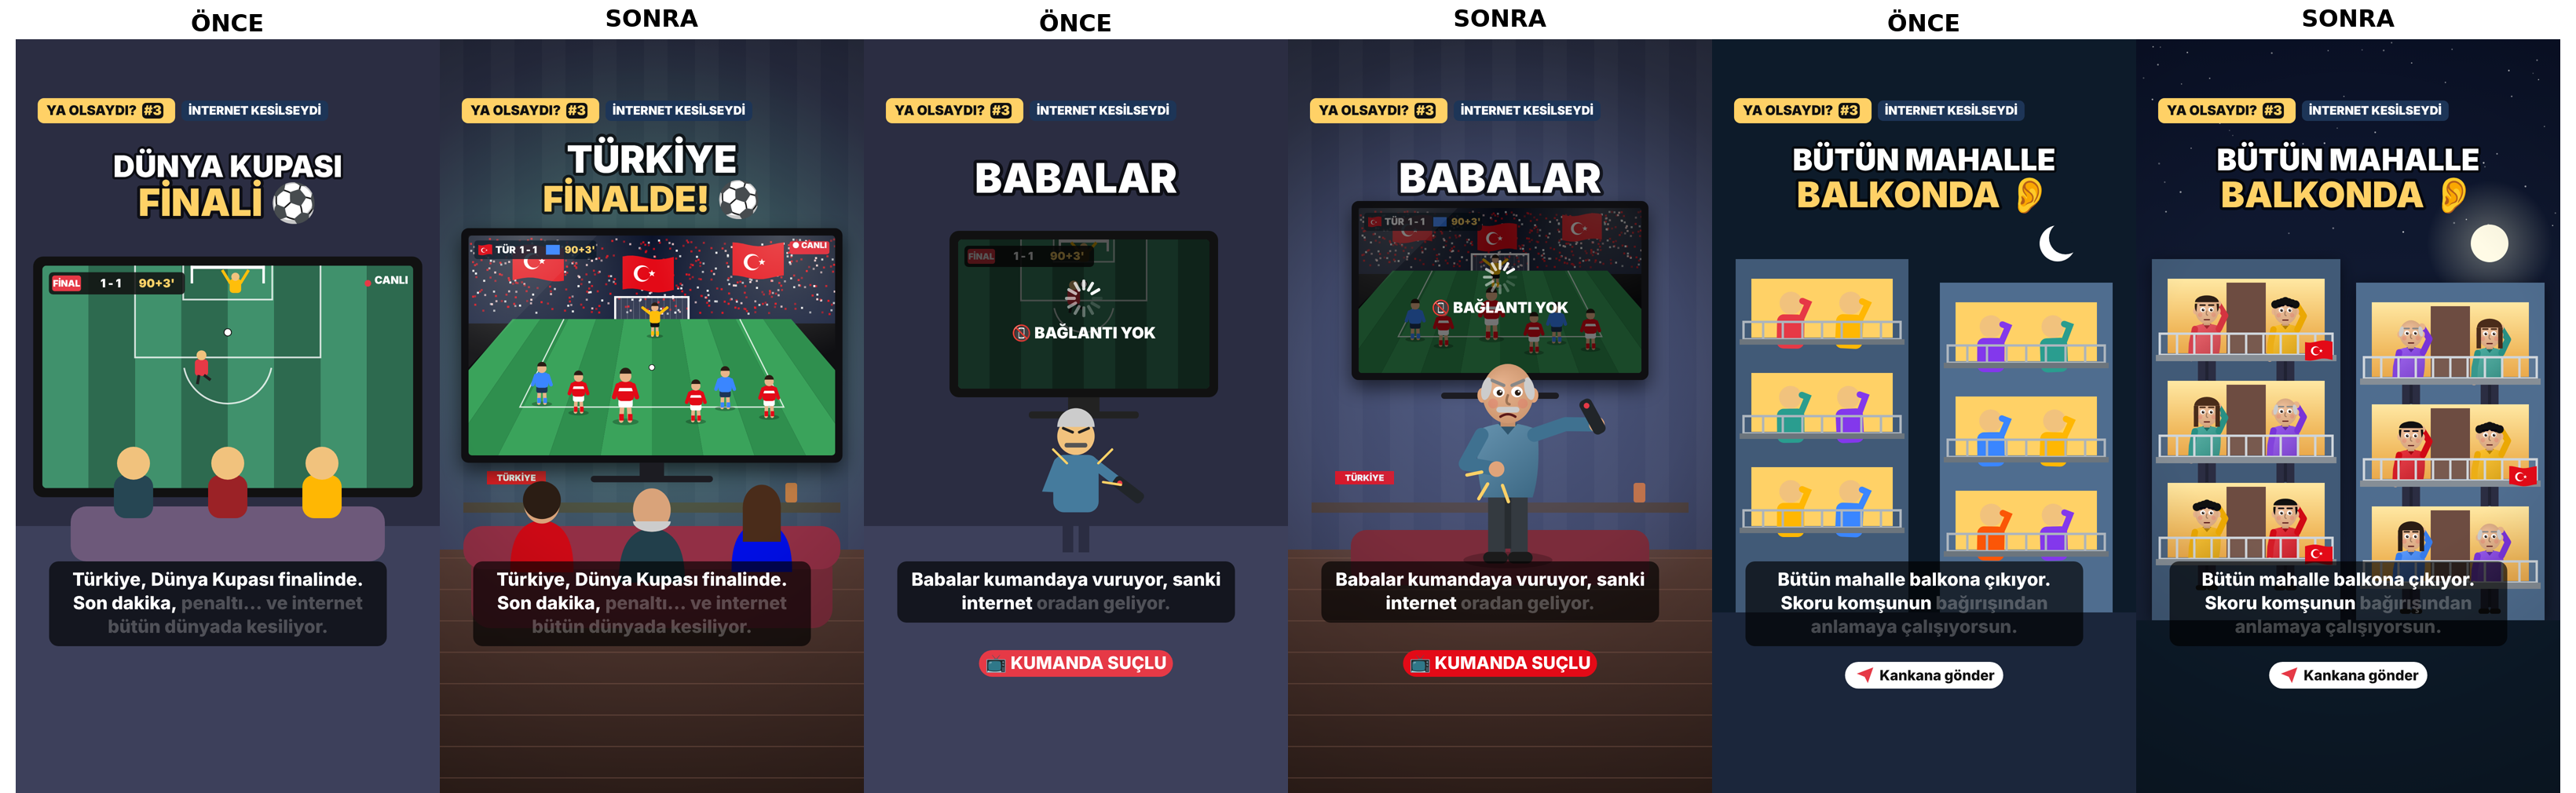 ÖNCE
YA OLSAYDI? #3 İNTERNET KESİLSEYDİ
DÜNYA KUPASI
FİNALİ
FİNAL 1-1 90+3' CANLI
Türkiye, Dünya Kupası finalinde.
Son dakika, penaltı... ve internet
bütün dünyada kesiliyor.
SONRA
YA OLSAYDI? #3 İNTERNET KESİLSEYDİ
TÜRKİYE
FİNALDE!
TÜR 1-1 90+3' CANLI
TÜRKİYE
Türkiye, Dünya Kupası finalinde.
Son dakika, penaltı... ve internet
bütün dünyada kesiliyor.
ÖNCE
YA OLSAYDI? #3 İNTERNET KESİLSEYDİ
BABALAR
FİNAL 1-1 90+3'
BAĞLANTI YOK
Babalar kumandaya vuruyor, sanki
internet oradan geliyor.
KUMANDA SUÇLU
SONRA
YA OLSAYDI? #3 İNTERNET KESİLSEYDİ
BABALAR
TÜR 1-1 90+3'
BAĞLANTI YOK
TÜRKİYE
Babalar kumandaya vuruyor, sanki
internet oradan geliyor.
KUMANDA SUÇLU
ÖNCE
YA OLSAYDI? #3 İNTERNET KESİLSEYDİ
BÜTÜN MAHALLE
BALKONDA
Bütün mahalle balkona çıkıyor.
Skoru komşunun bağırışından
anlamaya çalışıyorsun.
Kankana gönder
SONRA
YA OLSAYDI? #3 İNTERNET KESİLSEYDİ
BÜTÜN MAHALLE
BALKONDA
Bütün mahalle balkona çıkıyor.
Skoru komşunun bağırışından
anlamaya çalışıyorsun.
Kankana gönder